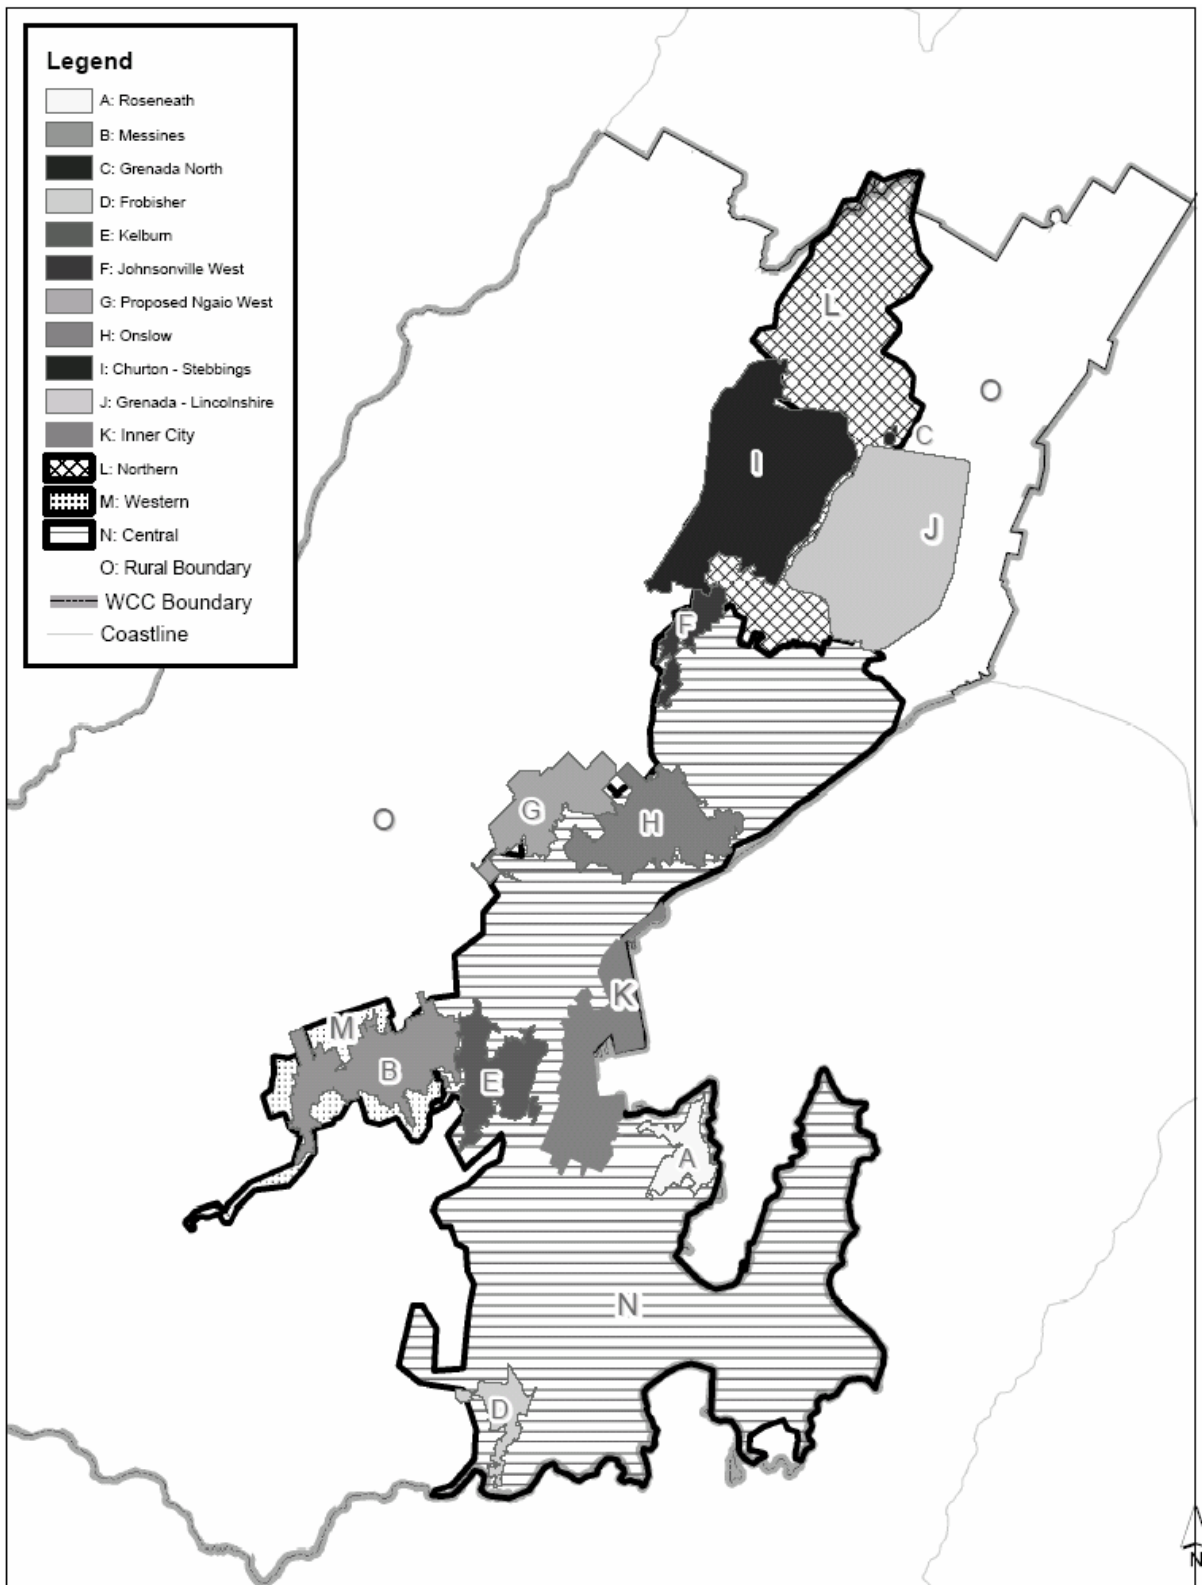 Legend
A: Roseneath
B: Messines
C: Grenada North
D: Frobisher
E: Kelburn
F: Johnsonville West
G: Proposed Ngaio West
H: Onslow
I: Churton - Stebbings
J: Grenada - Lincolnshire
K: Inner City
L: Northern
M: Western
N: Central
O: Rural Boundary
WCC Boundary
Coastline
L
O
C
I
J
F
G
H
O
K
M
B
E
A
N
D
N